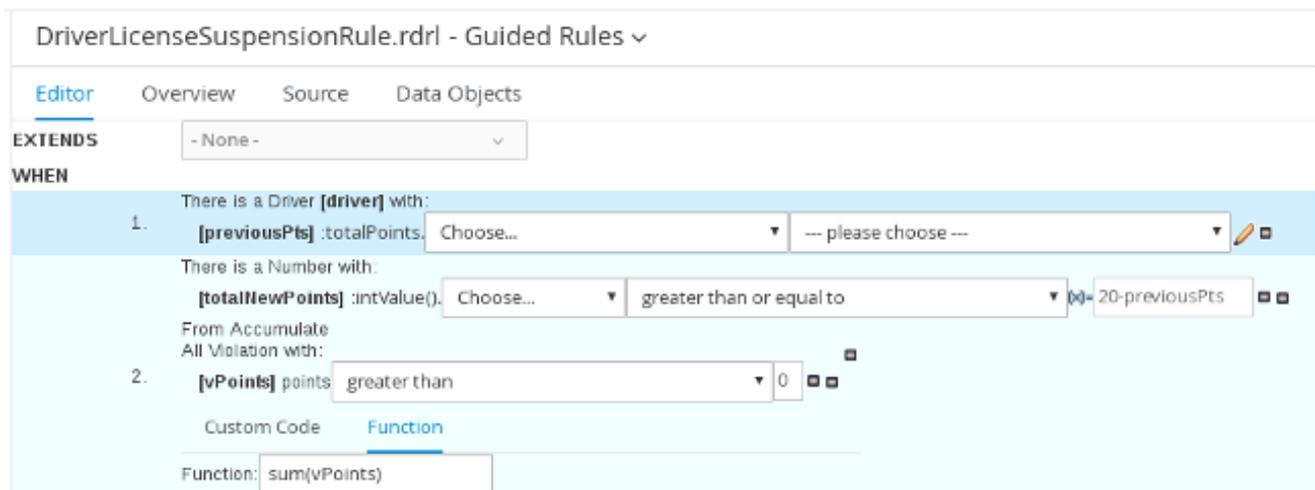 DriverLicenseSuspensionRule.rdrl - Guided Rules
Editor Overview Source Data Objects
EXTENDS - None -
WHEN
There is a Driver [driver] with:
1. [previousPts] :totalPoints. Choose... --- please choose ---
There is a Number with:
[totalNewPoints] :intValue(). Choose... greater than or equal to (x)= 20-previousPts
From Accumulate
All Violation with:
2. [vPoints] points greater than 0
Custom Code Function
Function: sum(vPoints)